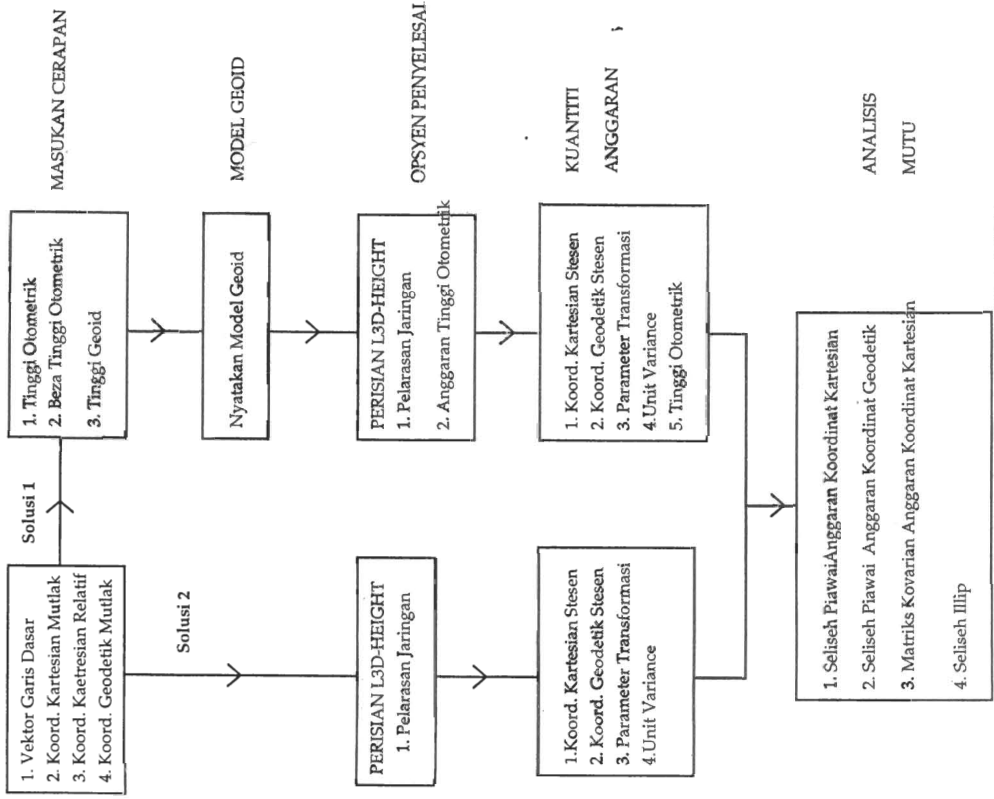 1. Vektor Garis Dasar
2. Koord. Kartesian Mutlak
3. Koord. Kaetresian Relatif
4. Koord. Geodetik Mutlak
Solusi 1
1. Tinggi Otometrik
2. Beza Tinggi Otometrik
3. Tinggi Geoid
MASUKAN CERAPAN
Solusi 2
Nyatakan Model Geoid
MODEL GEOID
PERISIAN L3D-HEIGHT
1. Pelarasan Jaringan
PERISIAN L3D-HEIGHT
1. Pelarasan Jaringan
2. Anggaran Tinggi Otometrik
OPSYEN PENYELESAI
1.Koord. Kartesian Stesen
2. Koord. Geodetik Stesen
3. Parameter Transformasi
4.Unit Variance
1. Koord. Kartesian Stesen
2. Koord. Geodetik Stesen
3. Parameter Transformasi
4.Unit Variance
5. Tinggi Otometrik
KUANTITI
ANGGARAN
1. Seliseh PiawaiAnggaran Koordinat Kartesian
2. Seliseh Piawai Anggaran Koordinat Geodetik
3. Matriks Kovarian Anggaran Koordinat Kartesian
4. Seliseh Illip
ANALISIS
MUTU